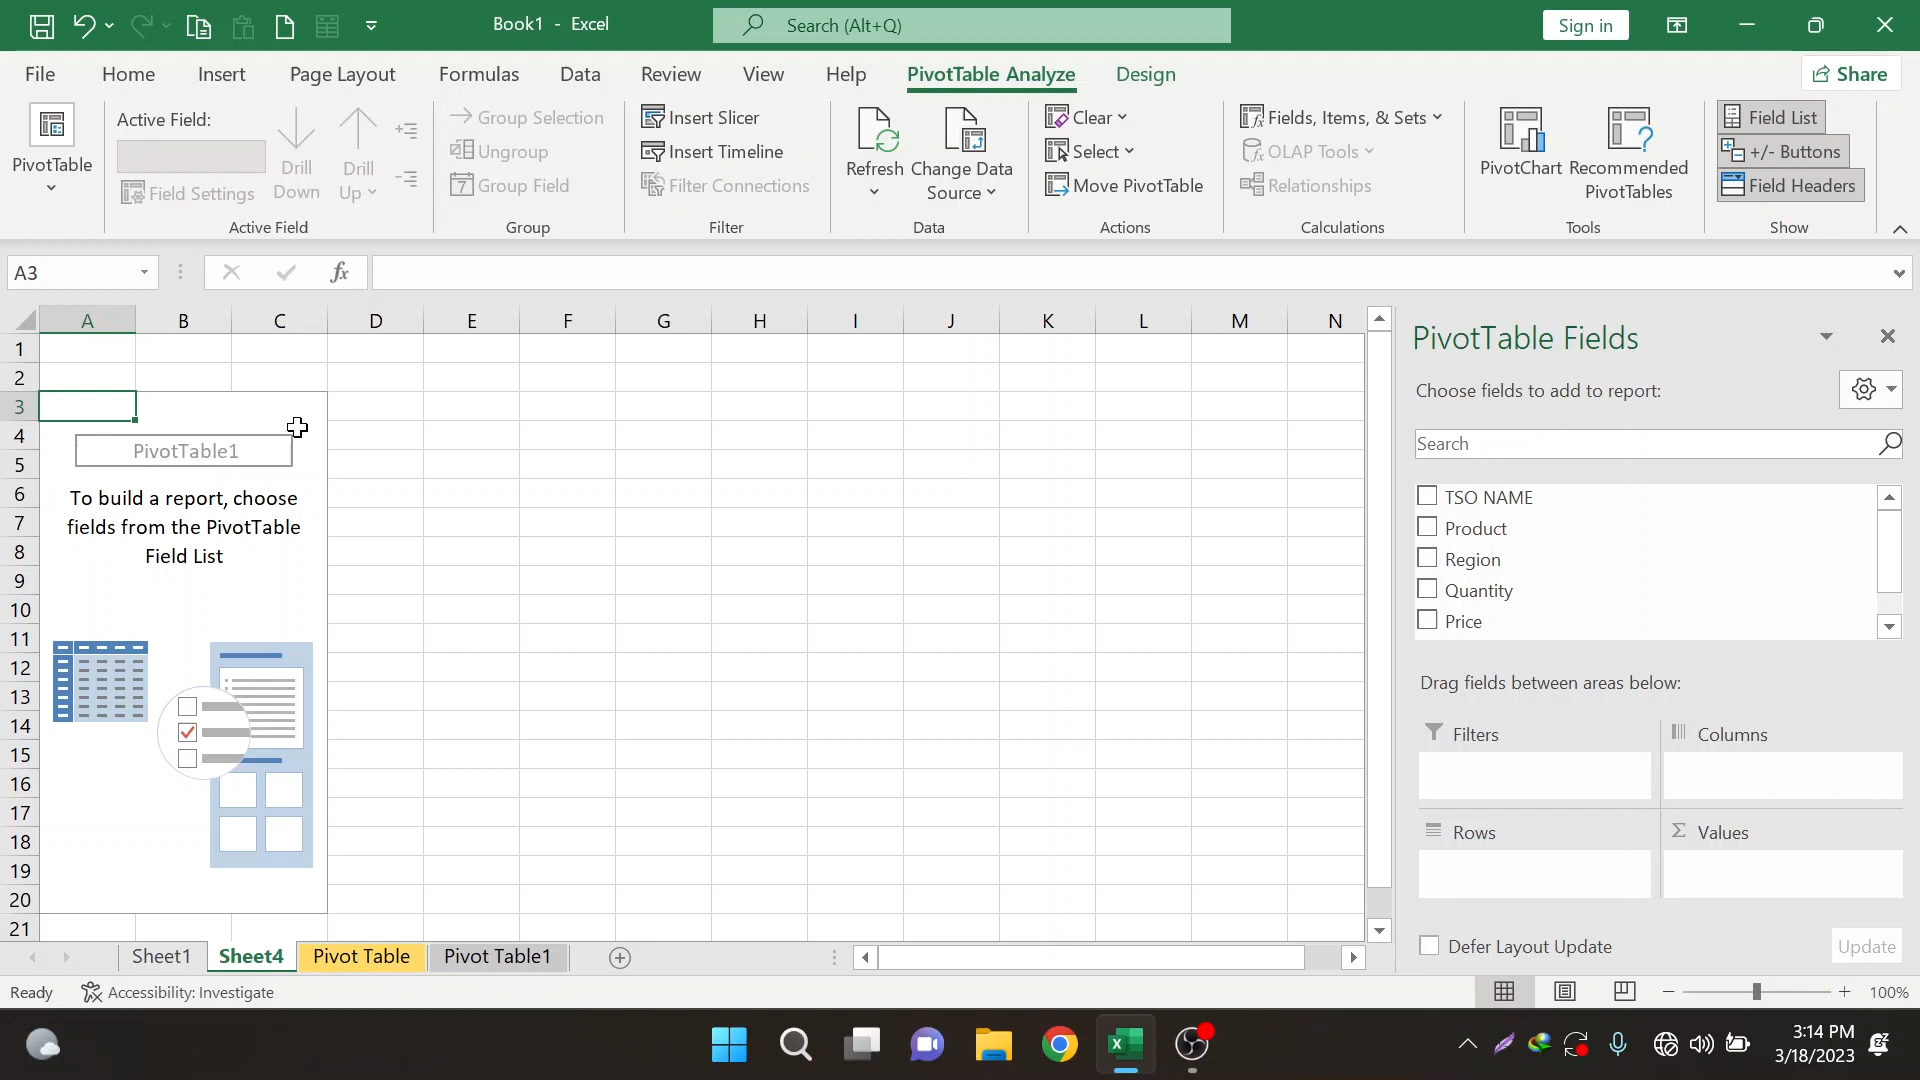 Book1 - Excel
Search (Alt+Q)
Sign in
File Home Insert Page Layout Formulas Data Review View Help PivotTable Analyze Design
Share
PivotTable
Active Field:
Field Settings
Drill Down
Drill Up
Active Field
Group Selection
Ungroup
7 Group Field
Group
Insert Slicer
Insert Timeline
Filter Connections
Filter
Refresh
Change Data Source
Data
Clear
Select
Move PivotTable
Actions
Fields, Items, & Sets
OLAP Tools
Relationships
Calculations
PivotChart
Recommended PivotTables
Tools
Field List
+/- Buttons
Field Headers
Show
A3
fx
A B C D E F G H I J K L M N
1
2
3
4
5
6
7
8
9
10
11
12
13
14
15
16
17
18
19
20
21
PivotTable1
To build a report, choose
fields from the PivotTable
Field List
PivotTable Fields
Choose fields to add to report:
Search
TSO NAME
Product
Region
Quantity
Price
Drag fields between areas below:
Filters
Columns
Rows
Σ Values
Defer Layout Update
Update
Sheet1 Sheet4 Pivot Table Pivot Table1
Ready
Accessibility: Investigate
100%
3:14 PM
3/18/2023